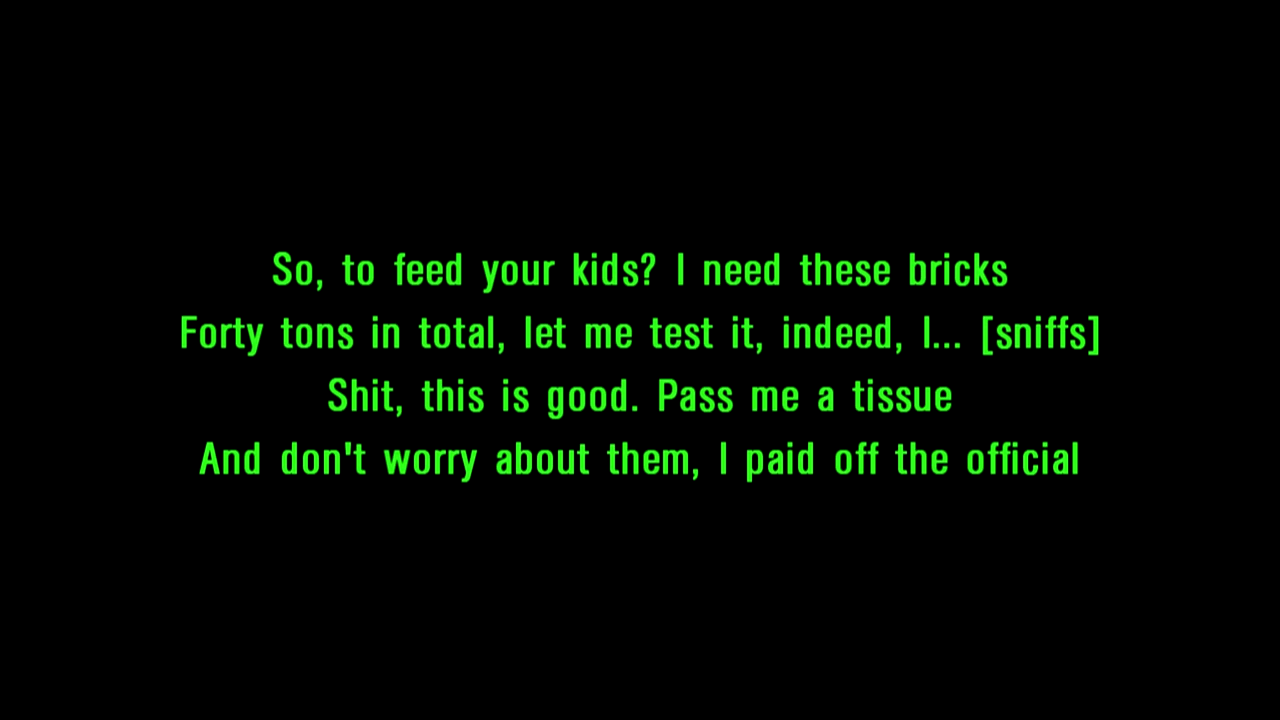 So, to feed your kids? I need these bricks
Forty tons in total, let me test it, indeed, I... [sniffs]
Shit, this is good. Pass me a tissue
And don't worry about them, I paid off the official